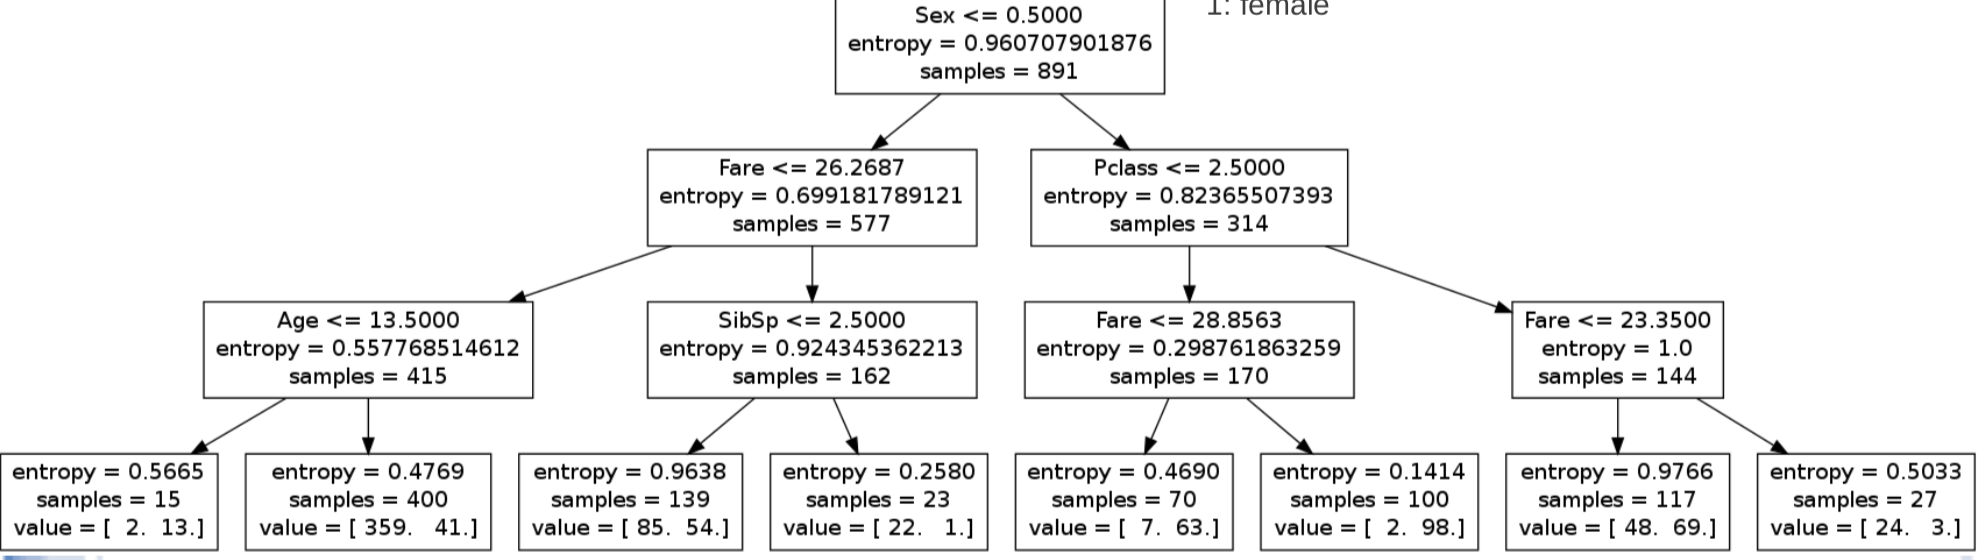 1: female
Sex <= 0.5000
entropy = 0.960707901876
samples = 891
Fare <= 26.2687
entropy = 0.699181789121
samples = 577
Pclass <= 2.5000
entropy = 0.82365507393
samples = 314
Age <= 13.5000
entropy = 0.557768514612
samples = 415
SibSp <= 2.5000
entropy = 0.924345362213
samples = 162
Fare <= 28.8563
entropy = 0.298761863259
samples = 170
Fare <= 23.3500
entropy = 1.0
samples = 144
entropy = 0.5665
samples = 15
value = [  2.  13.]
entropy = 0.4769
samples = 400
value = [ 359.   41.]
entropy = 0.9638
samples = 139
value = [ 85.  54.]
entropy = 0.2580
samples = 23
value = [ 22.   1.]
entropy = 0.4690
samples = 70
value = [  7.  63.]
entropy = 0.1414
samples = 100
value = [  2.  98.]
entropy = 0.9766
samples = 117
value = [ 48.  69.]
entropy = 0.5033
samples = 27
value = [ 24.   3.]